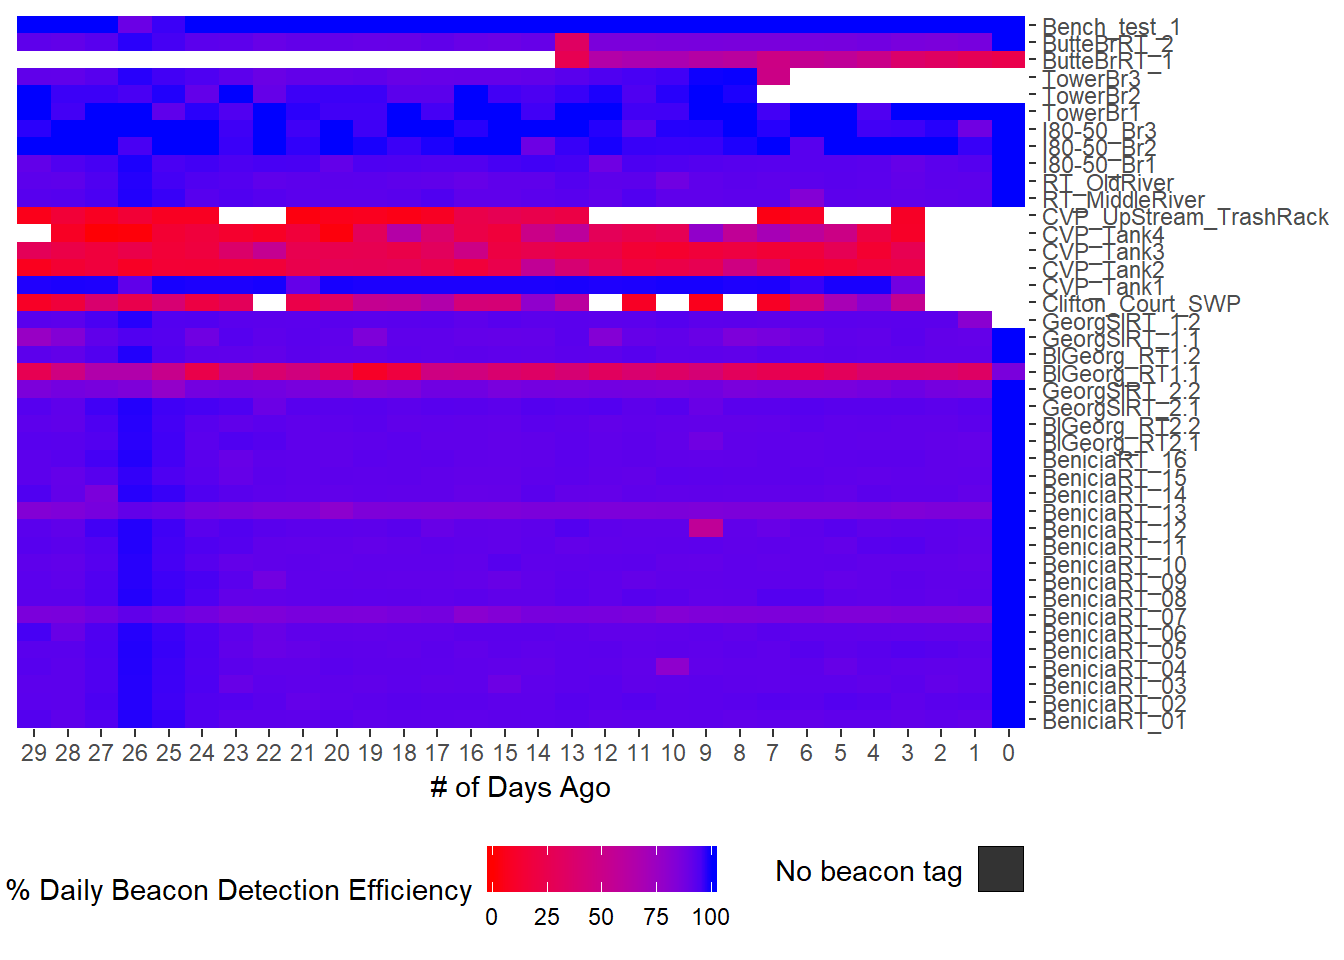 Bench_test_1
ButteBrRT_2
ButteBrRT_1
TowerBr3
TowerBr2
TowerBr1
I80-50_Br3
I80-50_Br2
I80-50_Br1
RT_OldRiver
RT_MiddleRiver
CVP_UpStream_TrashRack
CVP_Tank4
CVP_Tank3
CVP_Tank2
CVP_Tank1
Clifton_Court_SWP
GeorgSlRT_1.2
GeorgSlRT_1.1
BlGeorg_RT1.2
BlGeorg_RT1.1
GeorgSlRT_2.2
GeorgSlRT_2.1
BlGeorg_RT2.2
BlGeorg_RT2.1
BeniciaRT_16
BeniciaRT_15
BeniciaRT_14
BeniciaRT_13
BeniciaRT_12
BeniciaRT_11
BeniciaRT_10
BeniciaRT_09
BeniciaRT_08
BeniciaRT_07
BeniciaRT_06
BeniciaRT_05
BeniciaRT_04
BeniciaRT_03
BeniciaRT_02
BeniciaRT_01
29 28 27 26 25 24 23 22 21 20 19 18 17 16 15 14 13 12 11 10 9 8 7 6 5 4 3 2 1 0
# of Days Ago
% Daily Beacon Detection Efficiency
0 25 50 75 100
No beacon tag